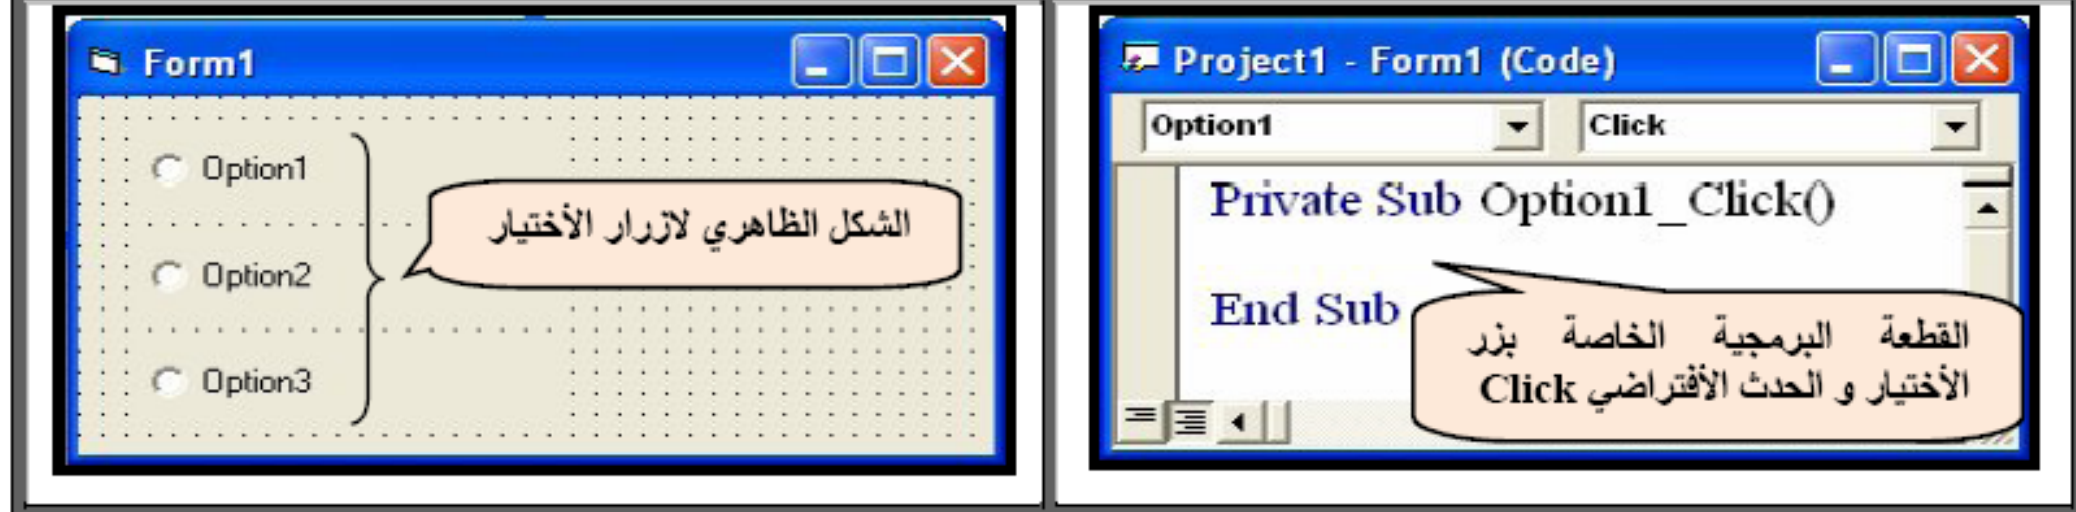 Form1
Option1
Option2
Option3
الشكل الظاهري لازرار الأختيار
Project1 - Form1 (Code)
Option1
Click
Private Sub Option1_Click()
End Sub
القطعة البرمجية الخاصة بزر
الأختيار و الحدث الأفتراضي Click